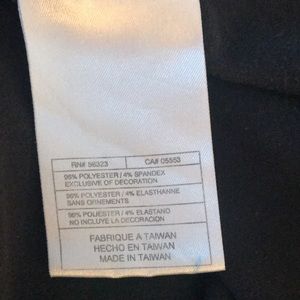 RN# 56323 CA# 05553
96% POLYESTER / 4% SPANDEX
EXCLUSIVE OF DECORATION
96% POLYESTER / 4% ELASTHANNE
SANS ORNEMENTS
96% POLIESTER / 4% ELASTANO
NO INCLUYE LA DECORACION
FABRIQUE A TAIWAN
HECHO EN TAIWAN
MADE IN TAIWAN